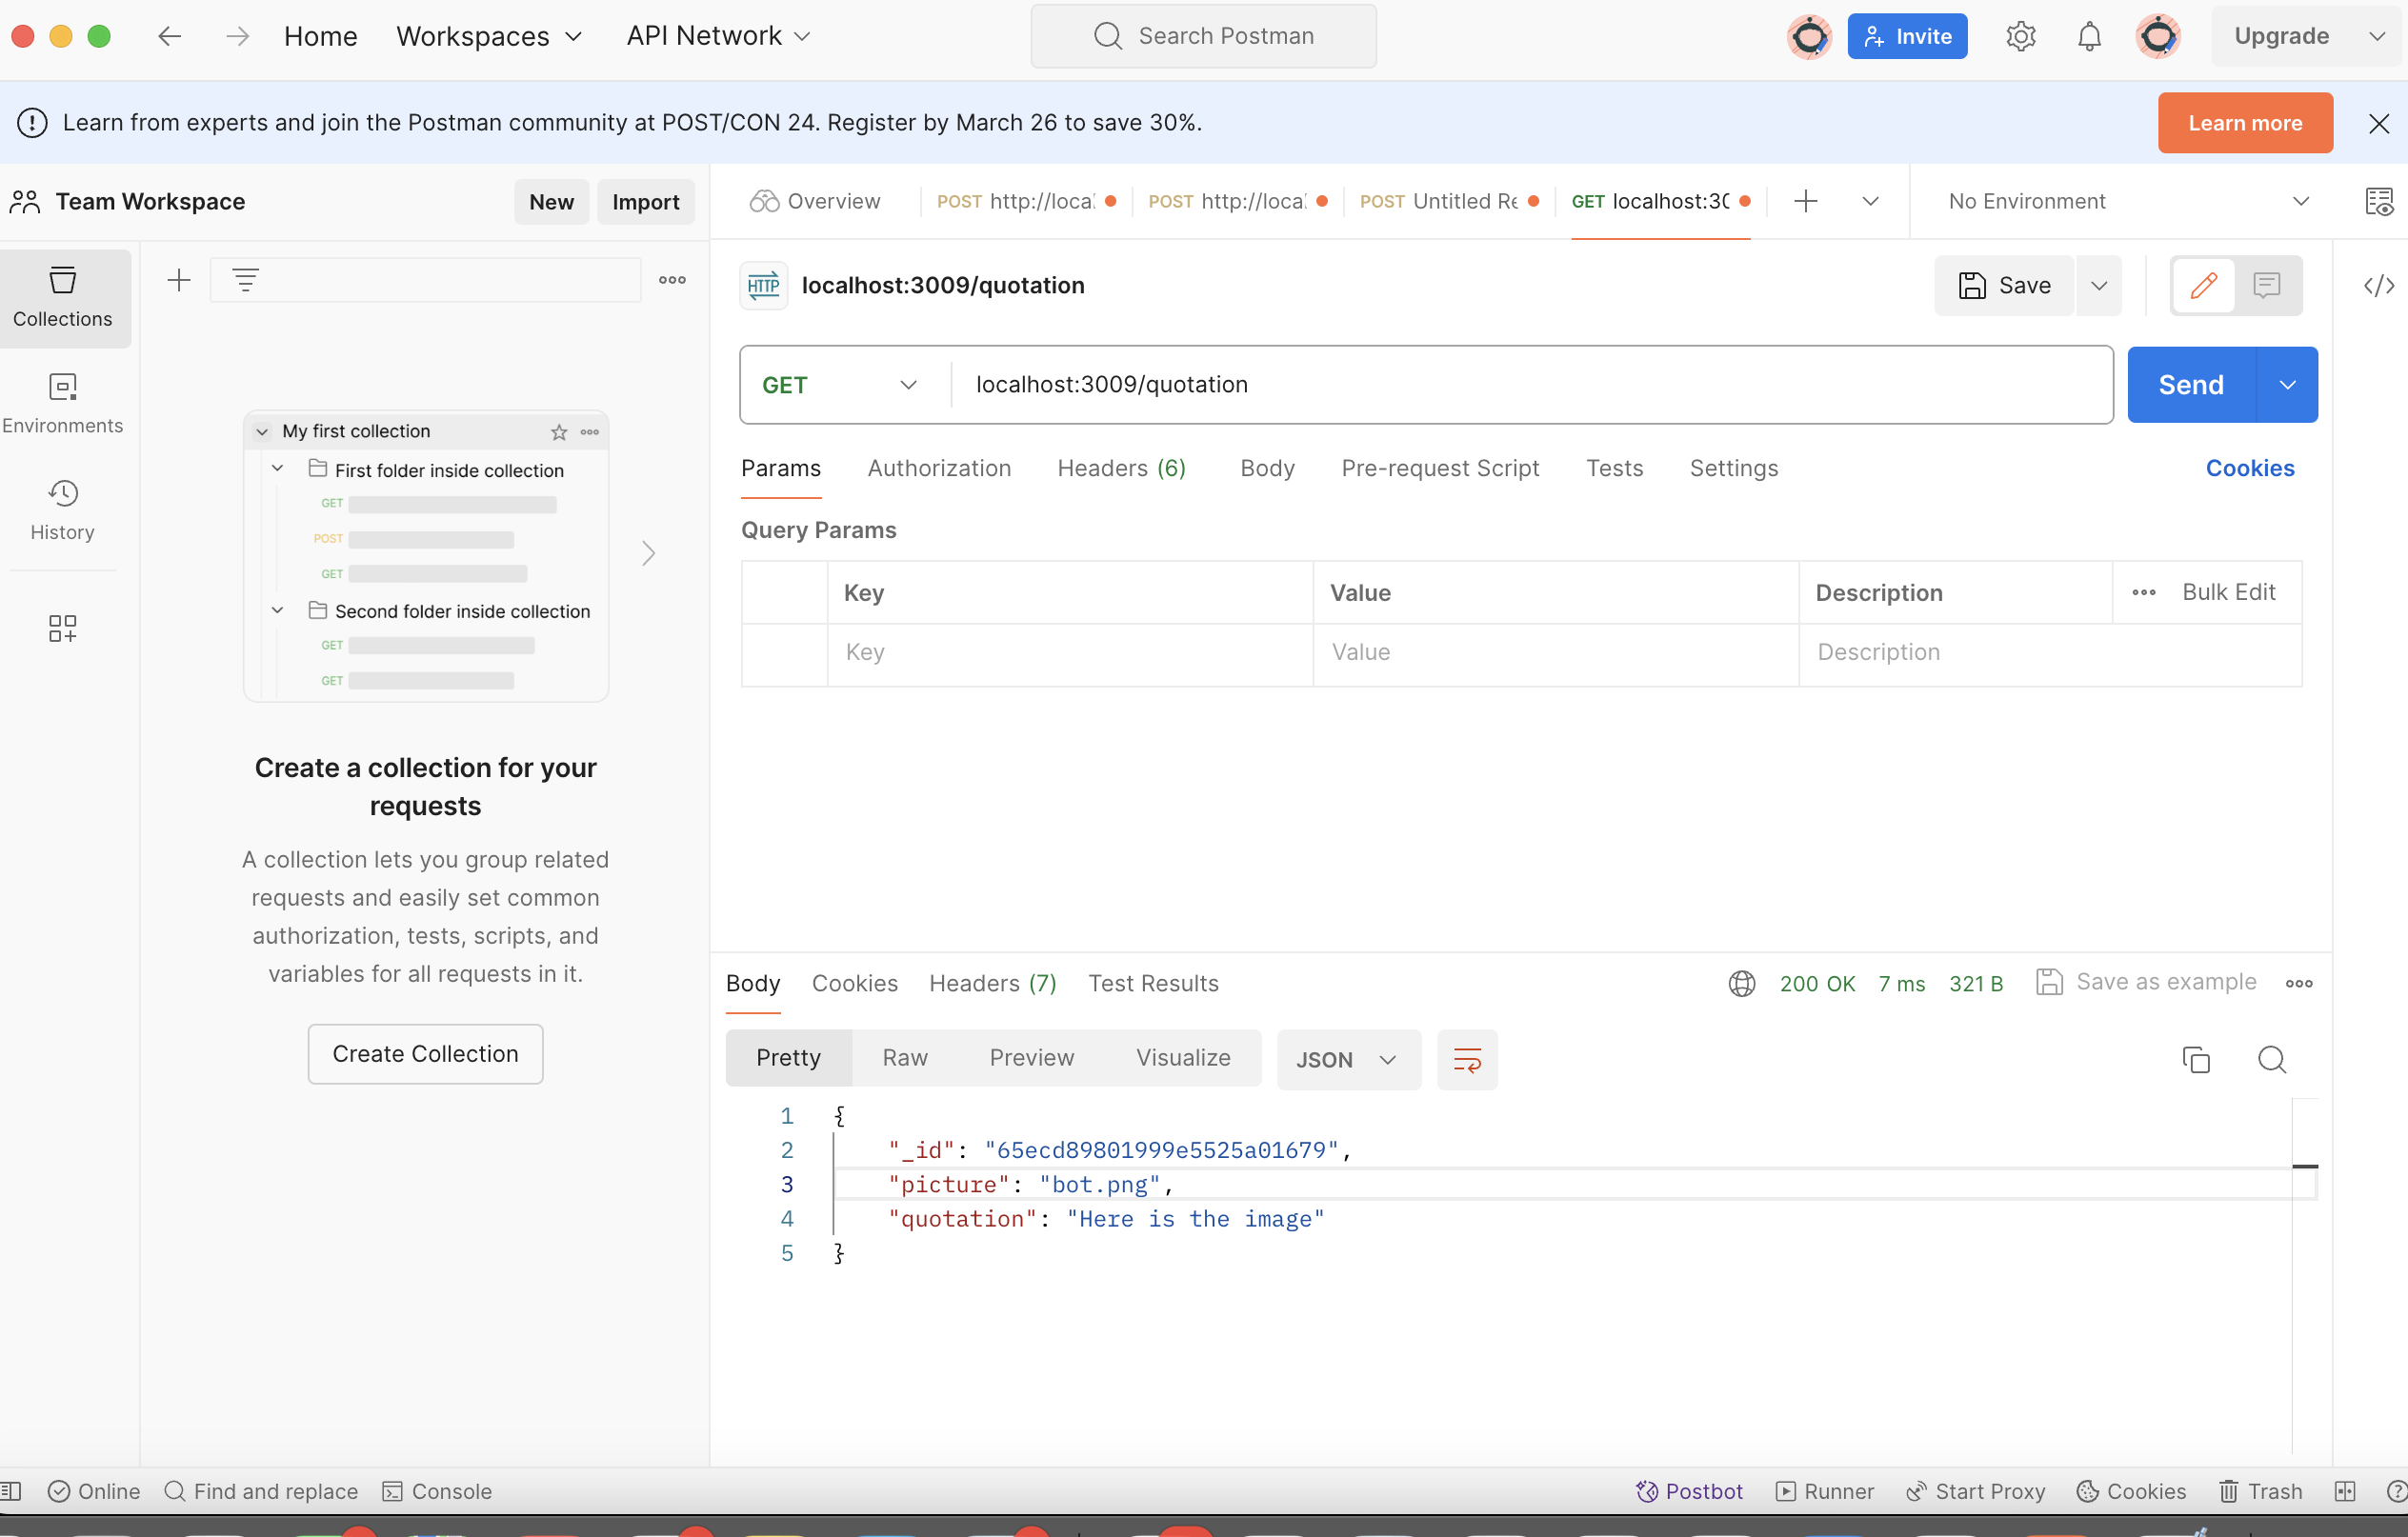 Home Workspaces API Network Search Postman Invite Upgrade
Learn from experts and join the Postman community at POST/CON 24. Register by March 26 to save 30%. Learn more
Team Workspace New Import
Overview POST http://local POST http://local POST Untitled Re GET localhost:30 No Environment
Collections
Environments
History
My first collection
First folder inside collection
GET
POST
GET
Second folder inside collection
GET
GET
Create a collection for your
requests
A collection lets you group related
requests and easily set common
authorization, tests, scripts, and
variables for all requests in it.
Create Collection
HTTP localhost:3009/quotation Save
GET localhost:3009/quotation Send
Params Authorization Headers (6) Body Pre-request Script Tests Settings Cookies
Query Params
Key Value Description Bulk Edit
Key Value Description
Body Cookies Headers (7) Test Results 200 OK 7 ms 321 B Save as example
Pretty Raw Preview Visualize JSON
1 {
2 "_id": "65ecd89801999e5525a01679",
3 "picture": "bot.png",
4 "quotation": "Here is the image"
5 }
Online Find and replace Console Postbot Runner Start Proxy Cookies Trash